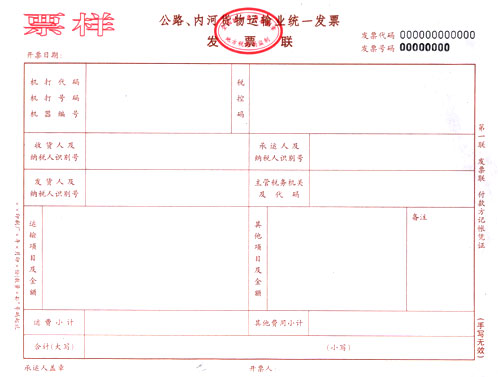 票样
公路、内河货物运输业统一发票
发 票 联
发票代码 000000000000
发票号码 00000000
开票日期:
机打代码
机打号码
机器编号
税控码
收货人及
纳税人识别号
承运人及
纳税人识别号
发货人及
纳税人识别号
主管税务机关
及代码
运输项目及金额
其他项目及金额
备注
运费小计
其他费用小计
合计(大写)
(小写)
承运人盖章
开票人:
第一联 发票联 付款方记帐凭证
(手写无效)